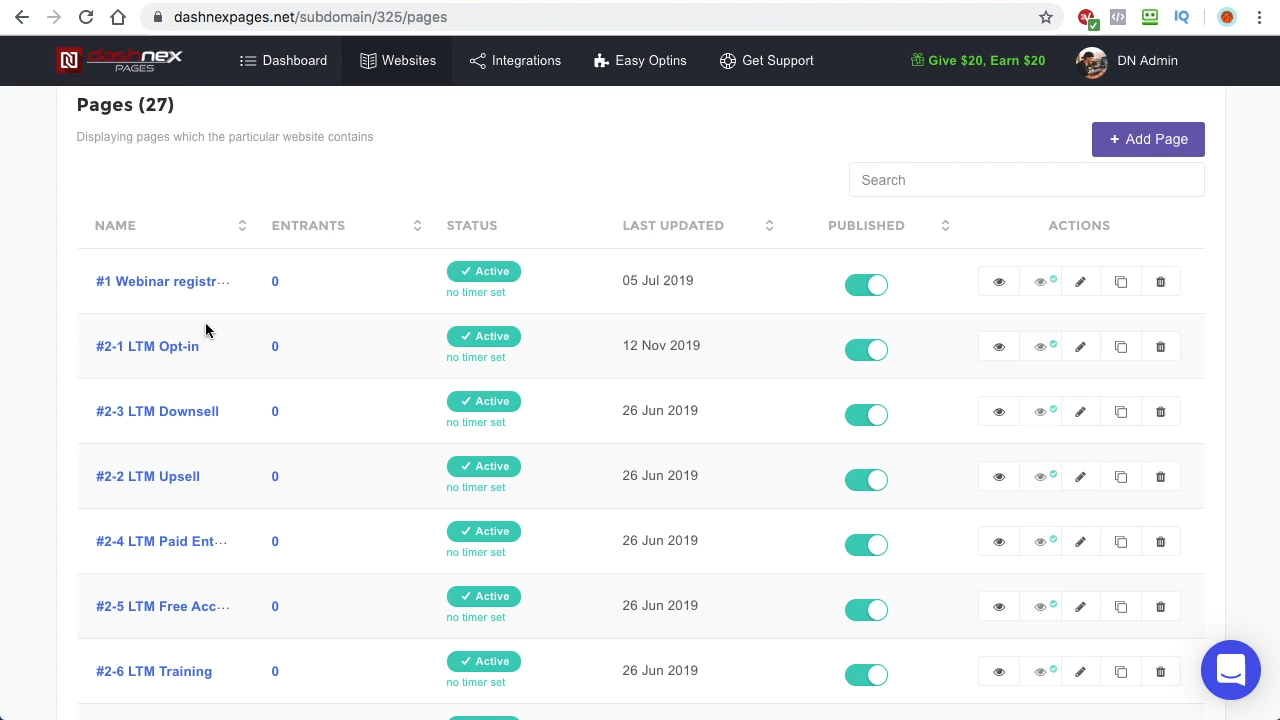 dashnexpages.net/subdomain/325/pages
IQ
N dashnex PAGES
Dashboard
Websites
Integrations
Easy Optins
Get Support
Give $20, Earn $20
DN Admin
Pages (27)
Displaying pages which the particular website contains
+ Add Page
Search
NAME ENTRANTS STATUS LAST UPDATED PUBLISHED ACTIONS
#1 Webinar registr··· 0 Active 05 Jul 2019
no timer set
#2-1 LTM Opt-in 0 Active 12 Nov 2019
no timer set
#2-3 LTM Downsell 0 Active 26 Jun 2019
no timer set
#2-2 LTM Upsell 0 Active 26 Jun 2019
no timer set
#2-4 LTM Paid Ent··· 0 Active 26 Jun 2019
no timer set
#2-5 LTM Free Acc··· 0 Active 26 Jun 2019
no timer set
#2-6 LTM Training 0 Active 26 Jun 2019
no timer set